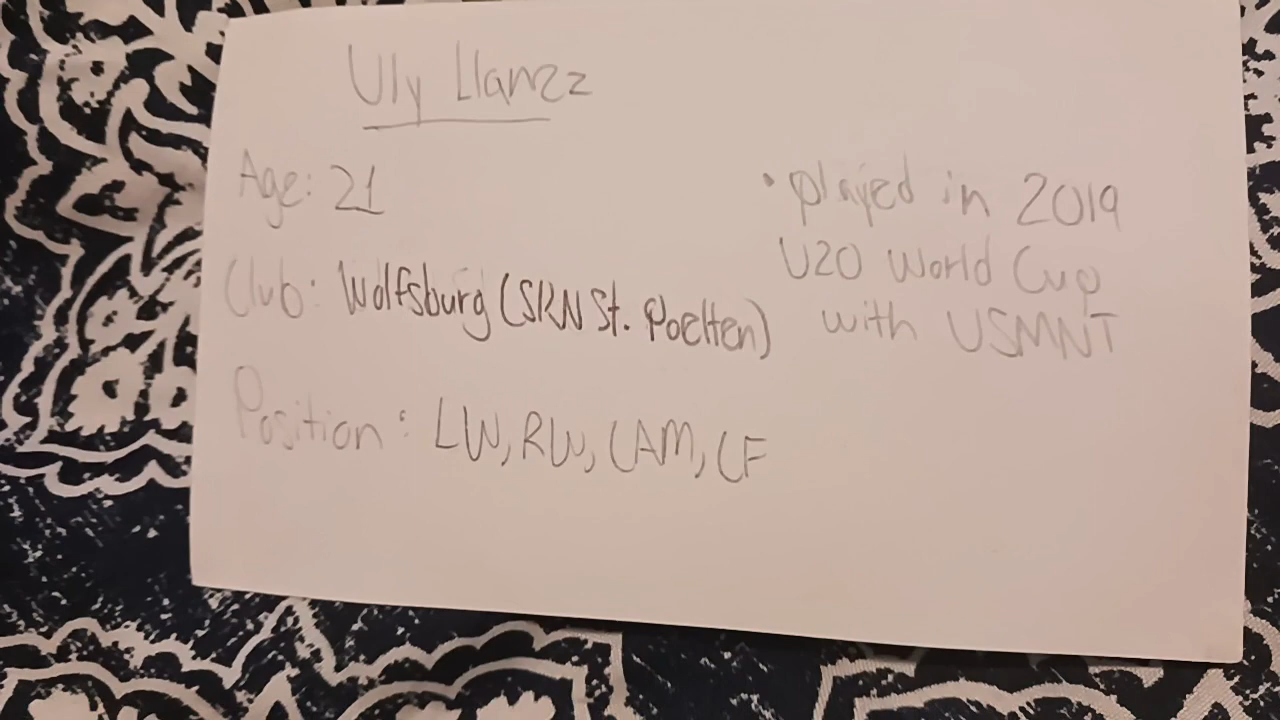 Uly Llanez
Age: 21
Club: Wolfsburg (SKN St. Poelten)
Position: LW, RW, CAM, CF
• played in 2019
U20 World Cup
with USMNT